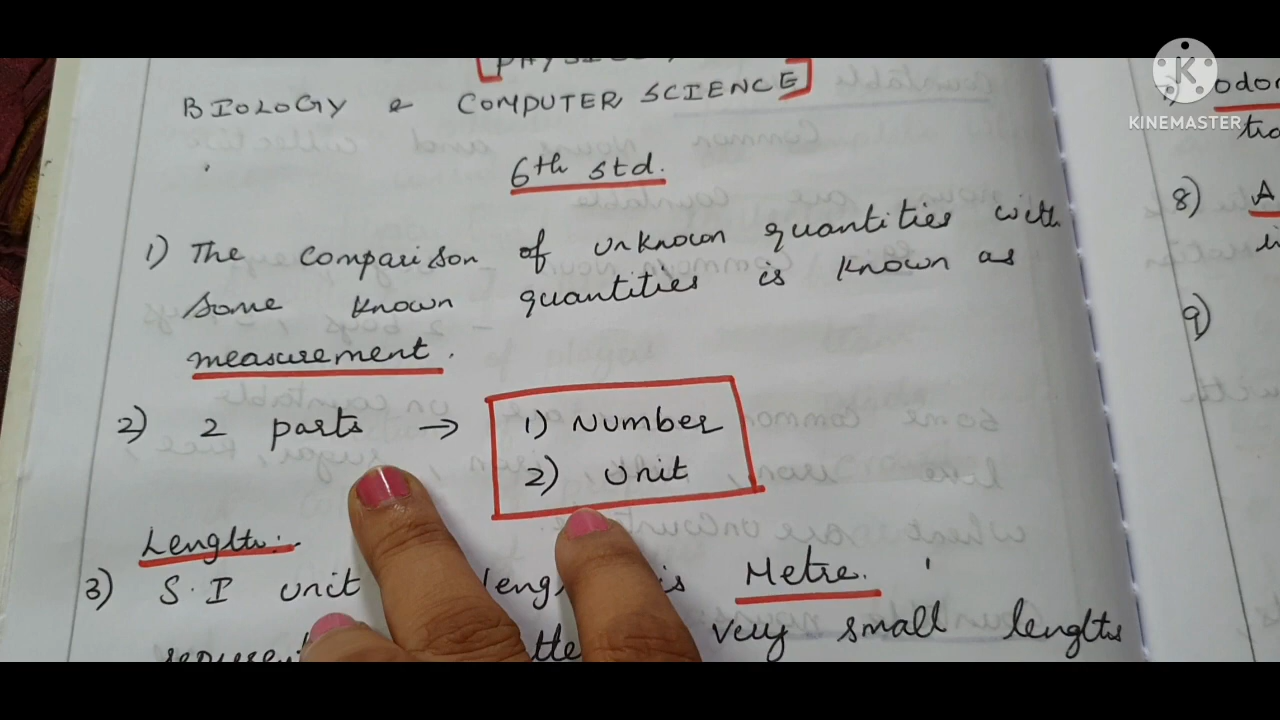 BIOLOGY & COMPUTER SCIENCE]
6th std.
1) The comparison of unknown quantities with
some known quantities is known as
measurement.
2) 2 parts → 1) Number
2) Unit
Length:-
3) S.I unit is Metre.
very small lengths
8) A
9)
KINEMASTER